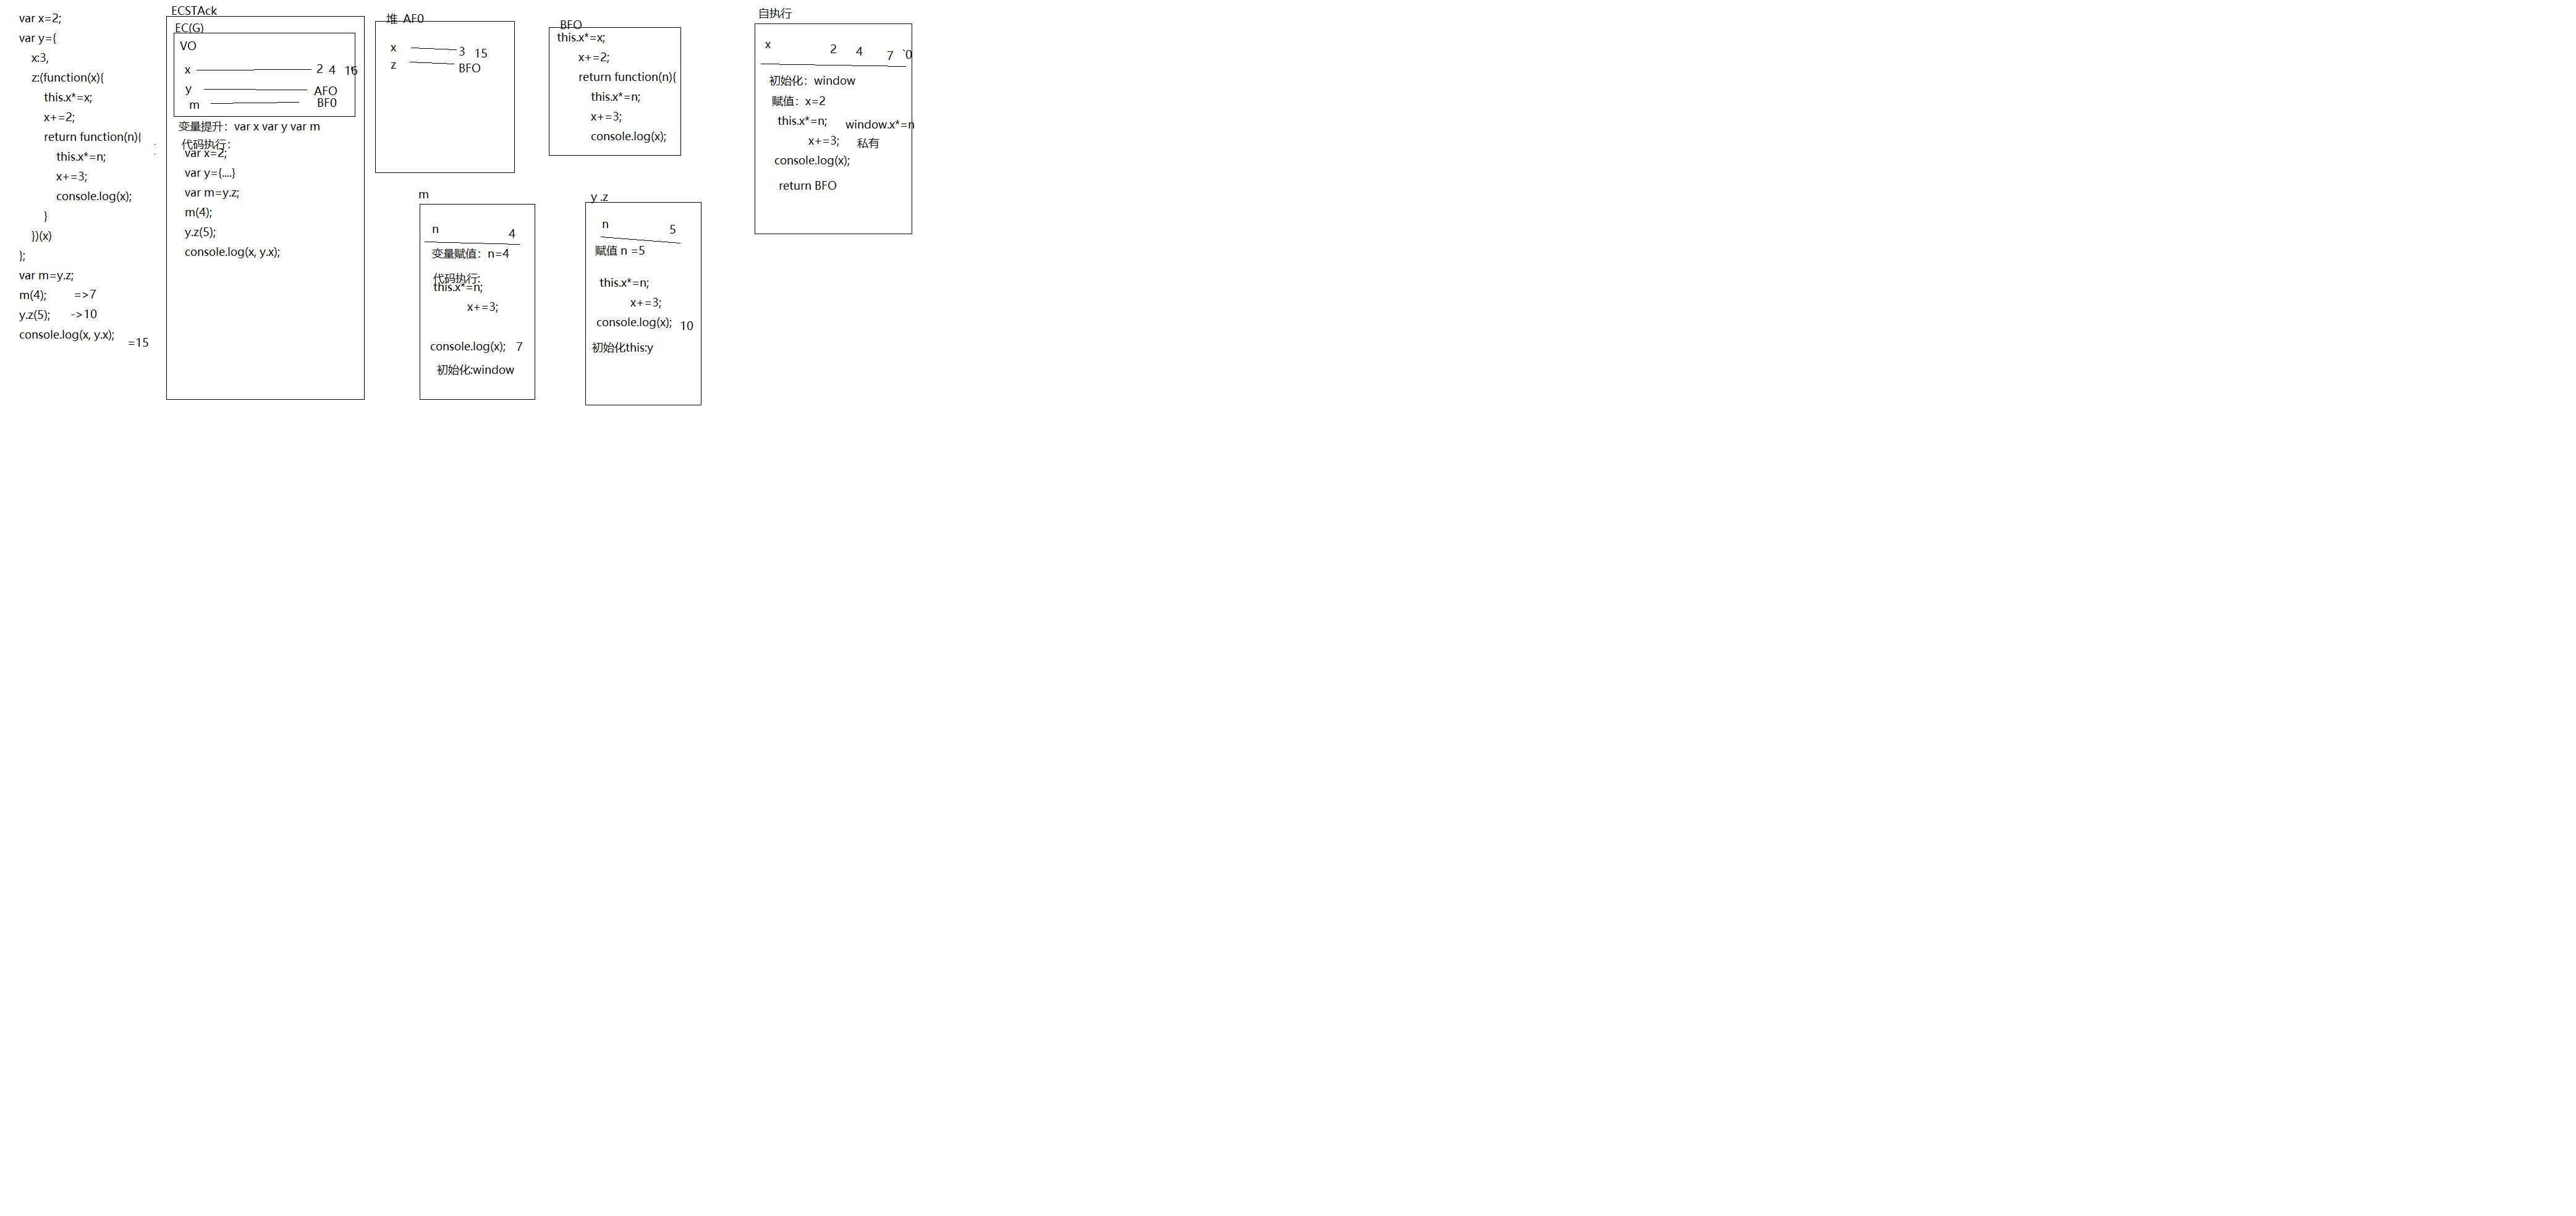 var x=2;
var y={
x:3,
z:(function(x){
this.x*=x;
x+=2;
return function(n){
this.x*=n;
x+=3;
console.log(x);
}
})(x)
};
var m=y.z;
m(4); =>7
y.z(5); ->10
console.log(x, y.x); =15
ECSTAck
EC(G)
VO
x 2 4 16
y AFO
m BF0
变量提升：var x var y var m
代码执行：
var x=2;
var y={....}
var m=y.z;
m(4);
y.z(5);
console.log(x, y.x);
堆 AF0
x 3 15
z BFO
BFO
this.x*=x;
x+=2;
return function(n){
this.x*=n;
x+=3;
console.log(x);
m
n 4
变量赋值：n=4
代码执行:
this.x*=n;
x+=3;
console.log(x); 7
初始化:window
y .z
n 5
赋值 n =5
this.x*=n;
x+=3;
console.log(x); 10
初始化this:y
自执行
x 2 4 7 `0
初始化：window
赋值：x=2
this.x*=n; window.x*=n
x+=3; 私有
console.log(x);
return BFO